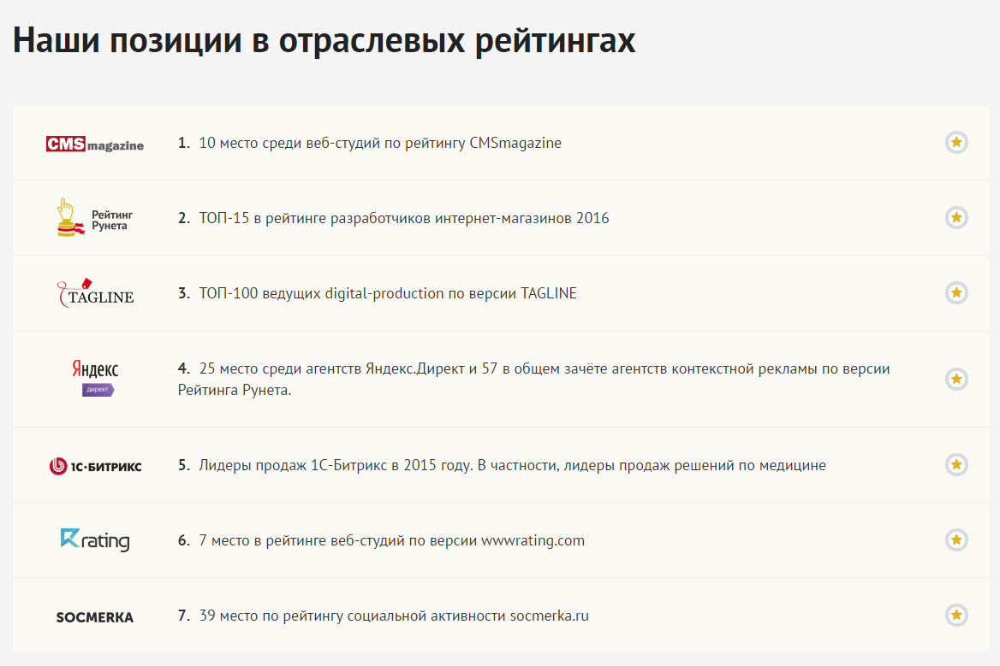 Наши позиции в отраслевых рейтингах
CMSmagazine
1. 10 место среди веб-студий по рейтингу CMSmagazine
Рейтинг
Рунета
2. ТОП-15 в рейтинге разработчиков интернет-магазинов 2016
TAGLINE
3. ТОП-100 ведущих digital-production по версии TAGLINE
Яндекс
директ
4. 25 место среди агентств Яндекс.Директ и 57 в общем зачёте агентств контекстной рекламы по версии
Рейтинга Рунета.
1С·БИТРИКС
5. Лидеры продаж 1С-Битрикс в 2015 году. В частности, лидеры продаж решений по медицине
rating
6. 7 место в рейтинге веб-студий по версии wwwrating.com
SOCMERKA
7. 39 место по рейтингу социальной активности socmerka.ru